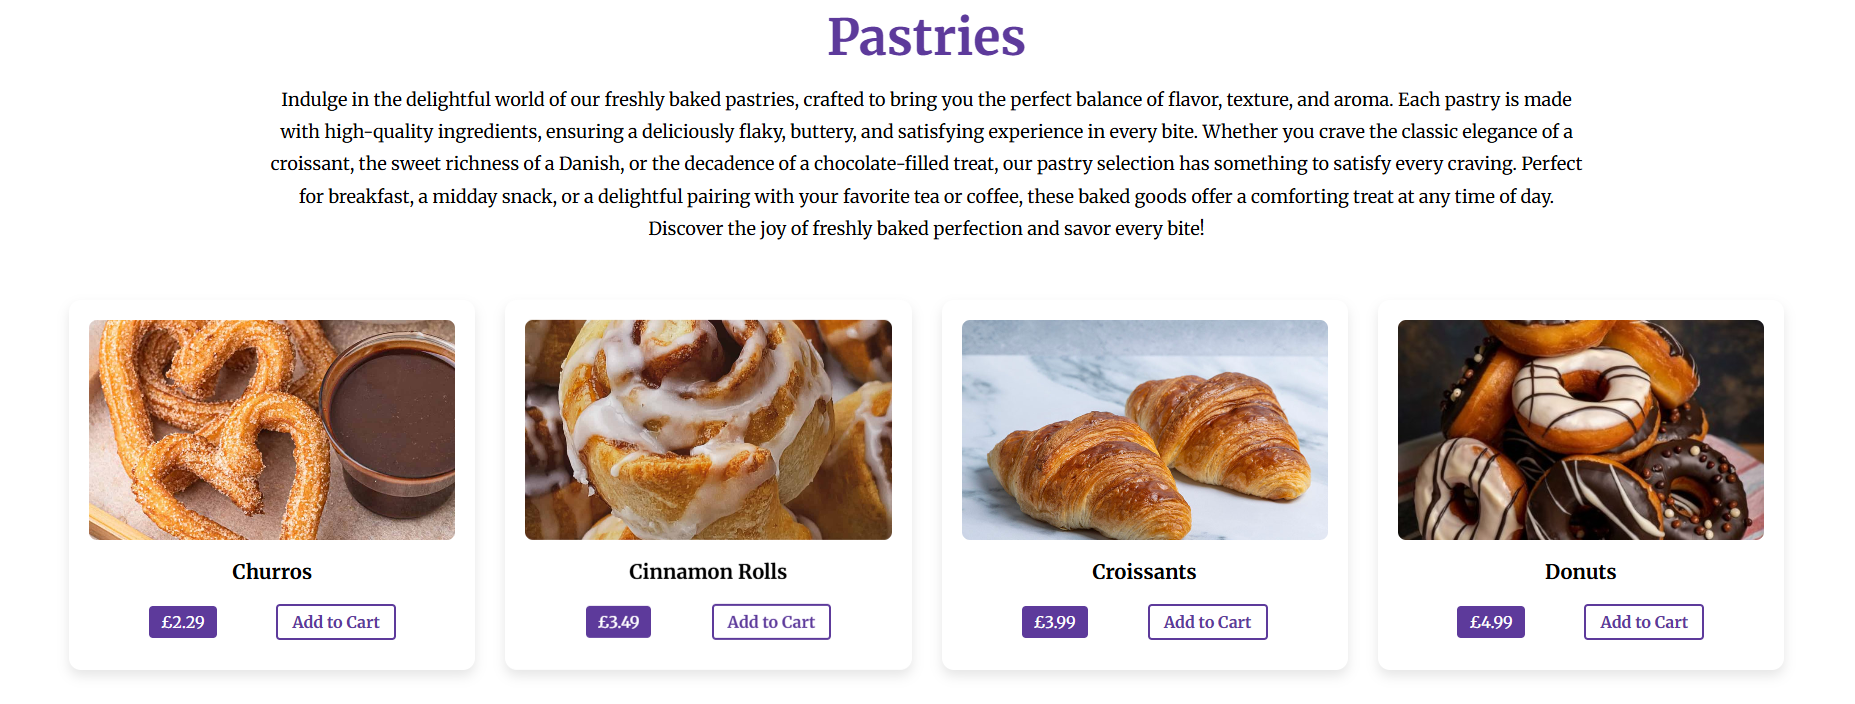 Pastries
Indulge in the delightful world of our freshly baked pastries, crafted to bring you the perfect balance of flavor, texture, and aroma. Each pastry is made
with high-quality ingredients, ensuring a deliciously flaky, buttery, and satisfying experience in every bite. Whether you crave the classic elegance of a
croissant, the sweet richness of a Danish, or the decadence of a chocolate-filled treat, our pastry selection has something to satisfy every craving. Perfect
for breakfast, a midday snack, or a delightful pairing with your favorite tea or coffee, these baked goods offer a comforting treat at any time of day.
Discover the joy of freshly baked perfection and savor every bite!
Churros
£2.29 Add to Cart
Cinnamon Rolls
£3.49 Add to Cart
Croissants
£3.99 Add to Cart
Donuts
£4.99 Add to Cart